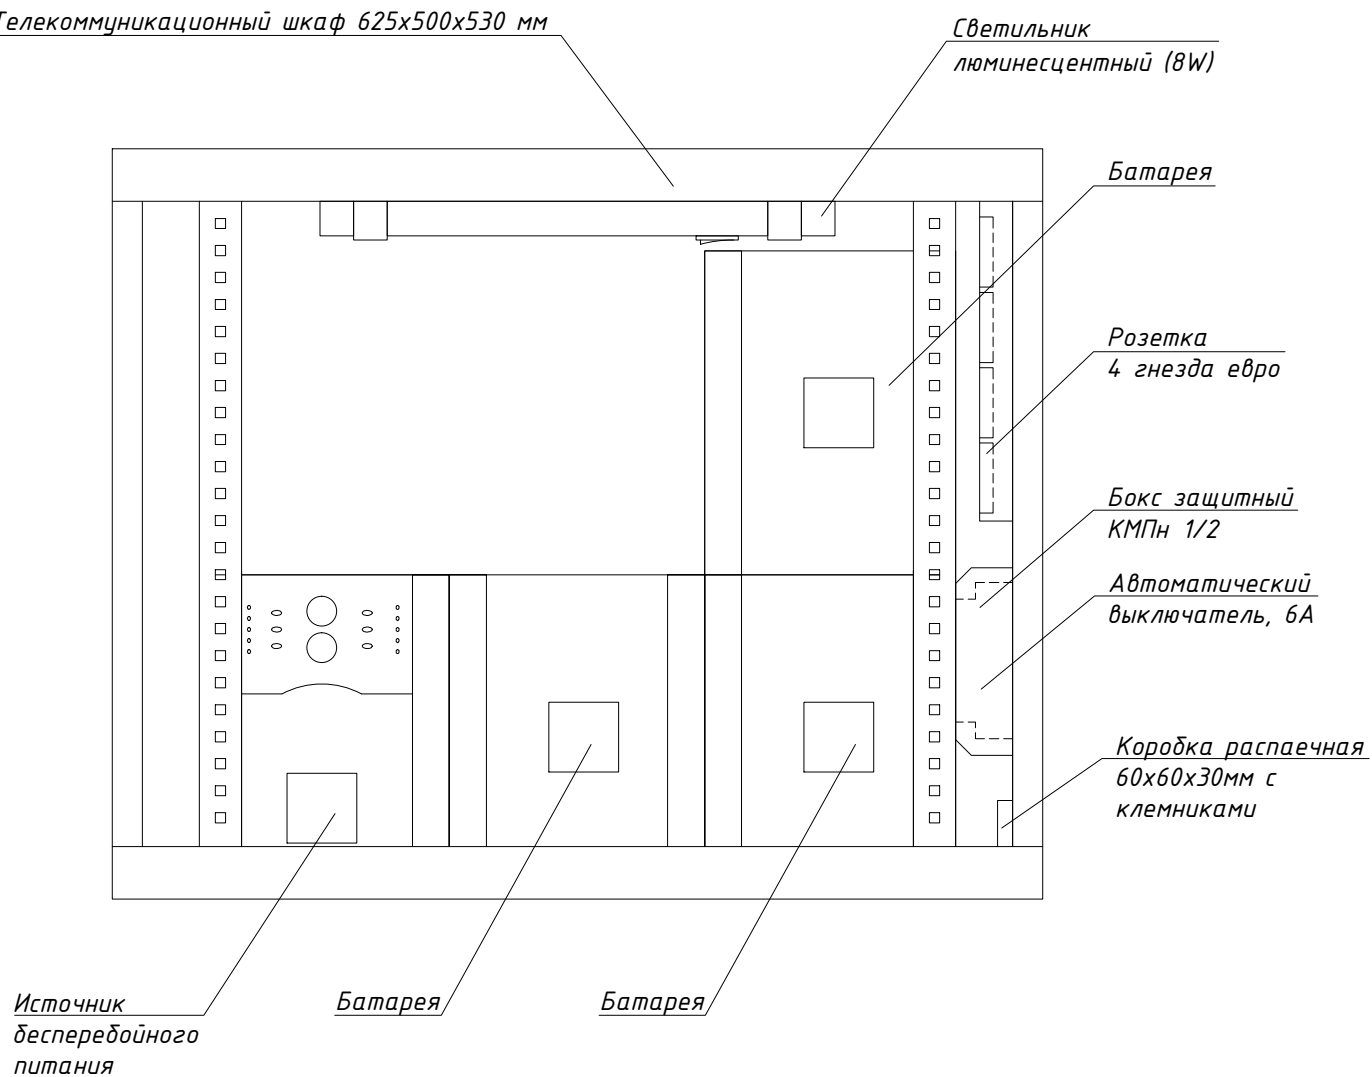 Телекоммуникационный шкаф 625х500х530 мм
Светильник
люминесцентный (8W)
Батарея
Розетка
4 гнезда евро
Бокс защитный
КМПн 1/2
Автоматический
выключатель, 6А
Коробка распаечная
60х60х30мм с
клемниками
Источник
бесперебойного
питания
Батарея
Батарея